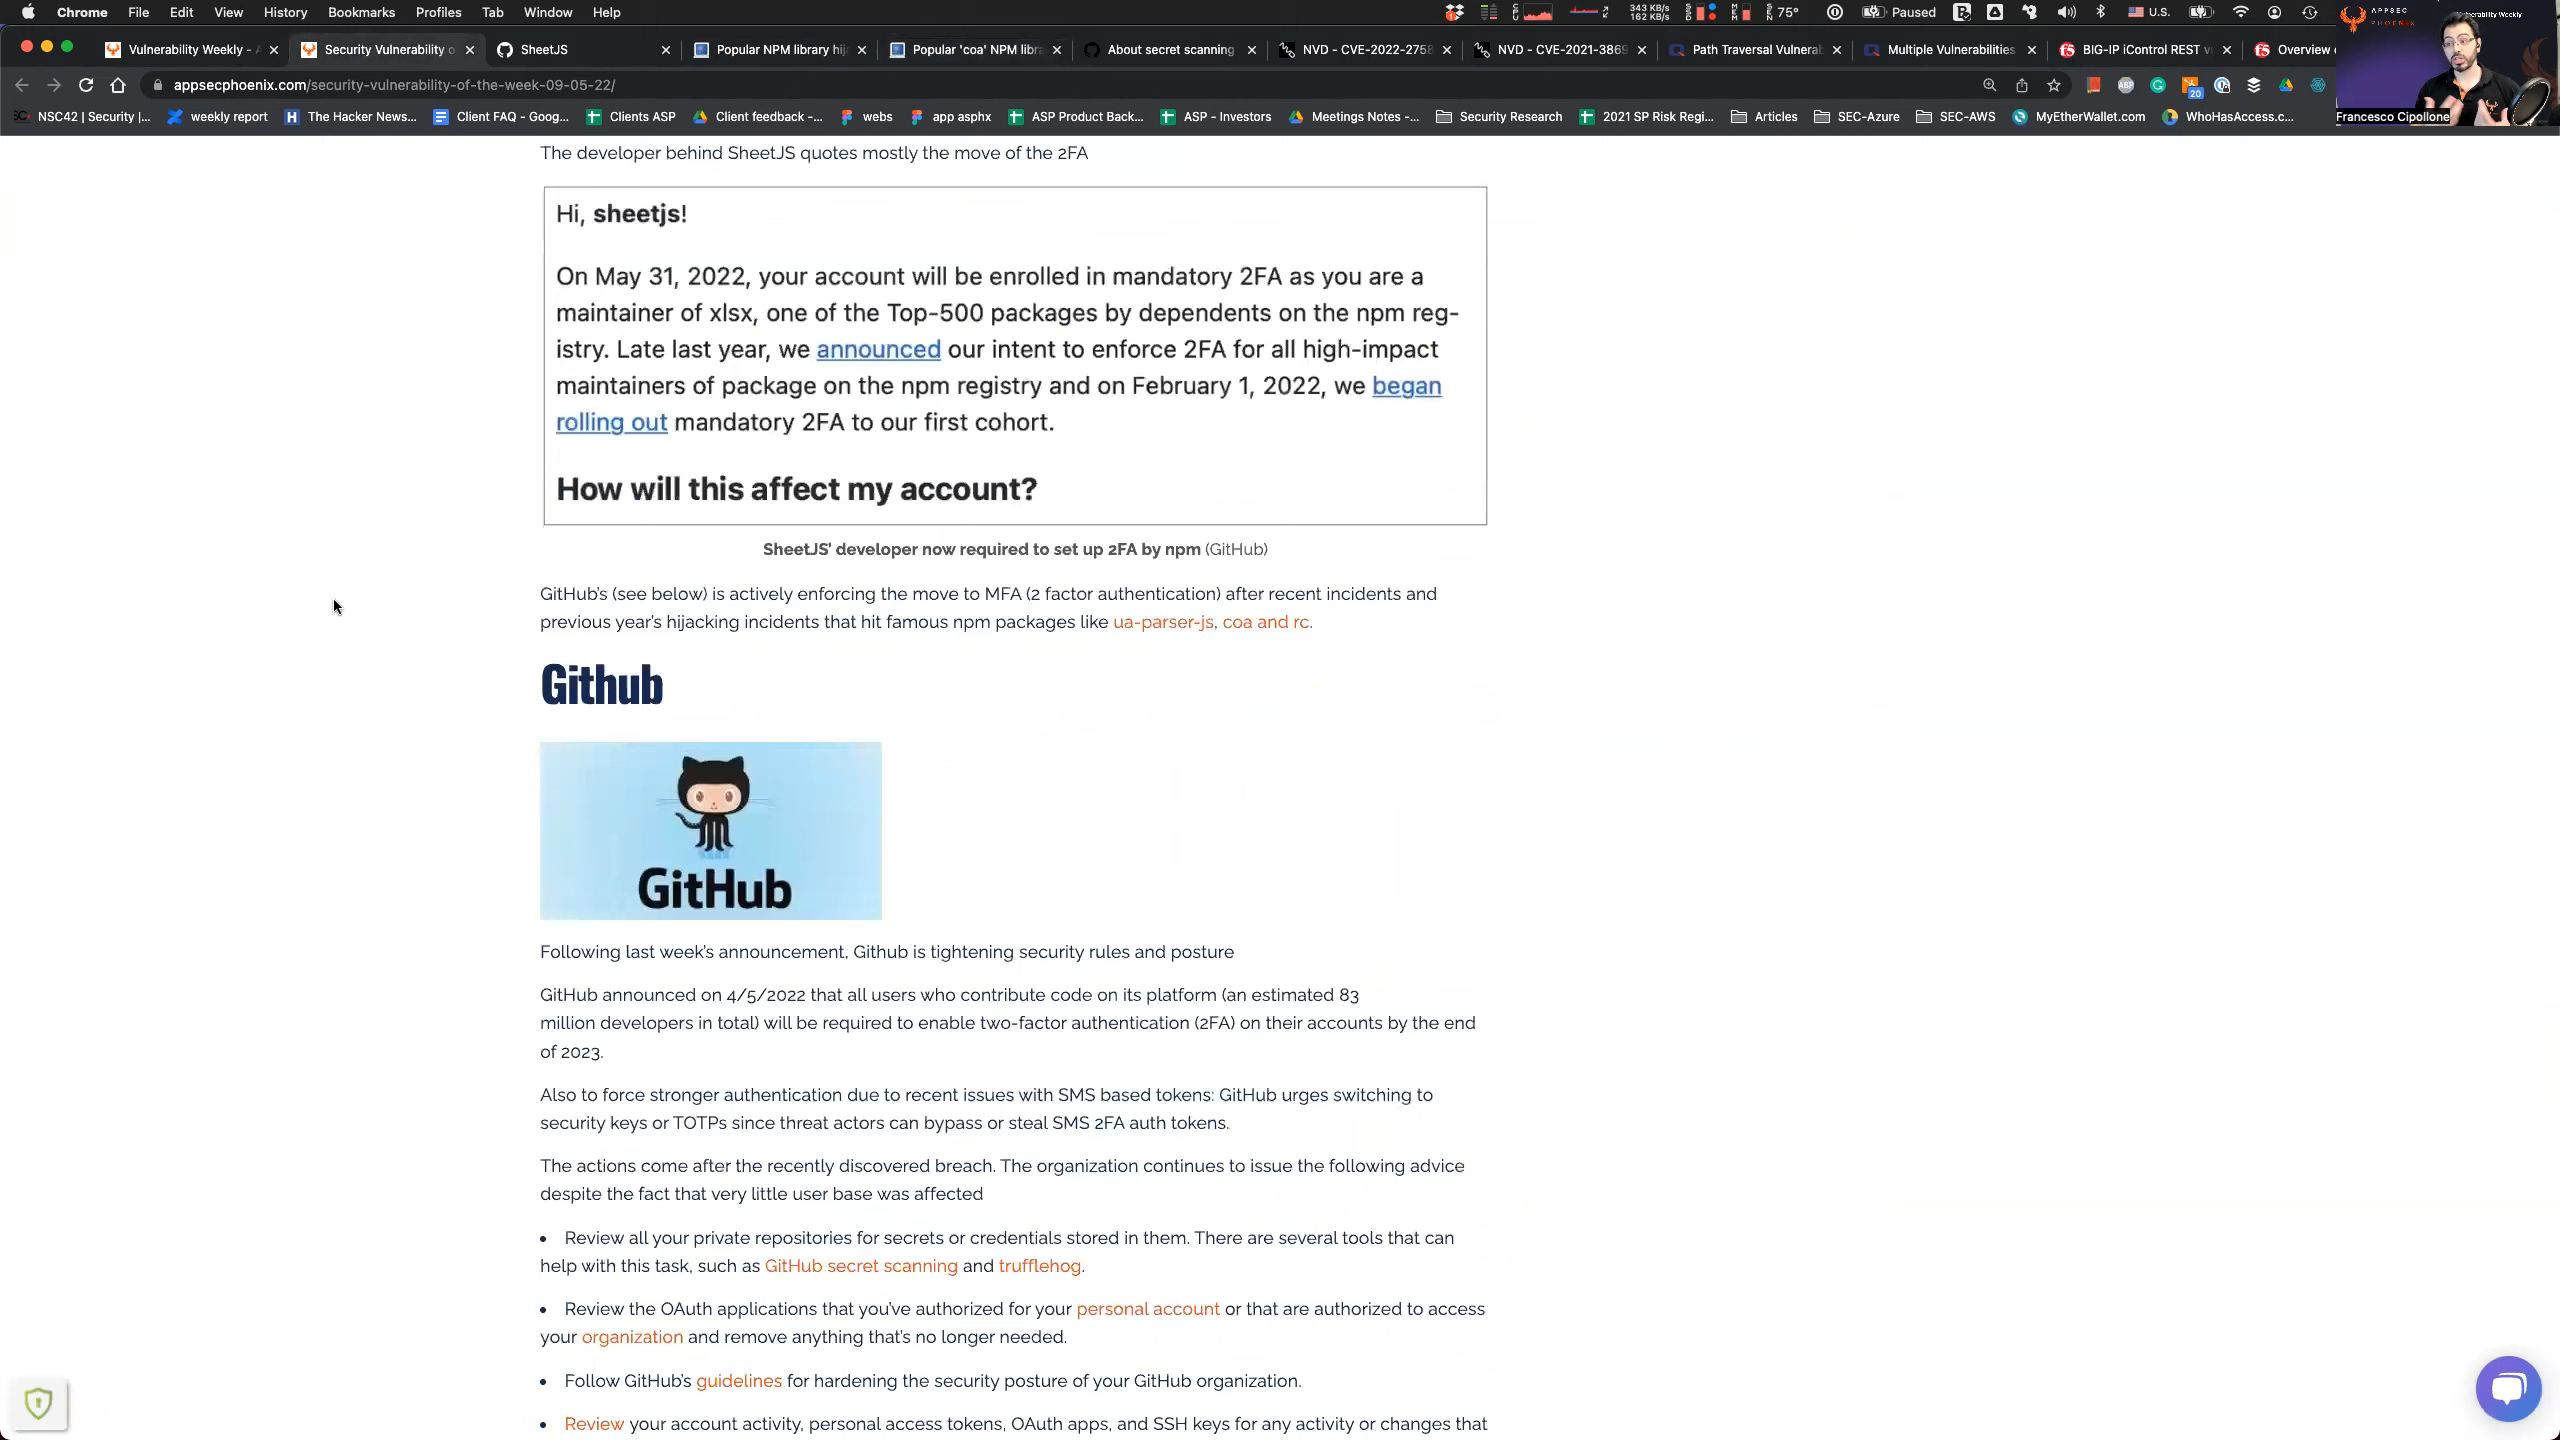 Chrome File Edit View History Bookmarks Profiles Tab Window Help
343 KB/s
162 KB/s
75°
Paused
U.S.
Vulnerability Weekly - A
Security Vulnerability o
SheetJS
Popular NPM library hij
Popular 'coa' NPM libra
About secret scanning
NVD - CVE-2022-2758
NVD - CVE-2021-3869
Path Traversal Vulnerab
Multiple Vulnerabilities
BIG-IP iControl REST v
Overview o
appsecphoenix.com/security-vulnerability-of-the-week-09-05-22/
20
APPSEC
PHOENIX
Francesco Cipollone
NSC42 | Security |...
weekly report
The Hacker News...
Client FAQ - Goog...
Clients ASP
Client feedback -...
webs
app asphx
ASP Product Back...
ASP - Investors
Meetings Notes -...
Security Research
2021 SP Risk Regi...
Articles
SEC-Azure
SEC-AWS
MyEtherWallet.com
WhoHasAccess.c...
The developer behind SheetJS quotes mostly the move of the 2FA
Hi, sheetjs!
On May 31, 2022, your account will be enrolled in mandatory 2FA as you are a
maintainer of xlsx, one of the Top-500 packages by dependents on the npm reg-
istry. Late last year, we announced our intent to enforce 2FA for all high-impact
maintainers of package on the npm registry and on February 1, 2022, we began
rolling out mandatory 2FA to our first cohort.
How will this affect my account?
SheetJS' developer now required to set up 2FA by npm (GitHub)
GitHub's (see below) is actively enforcing the move to MFA (2 factor authentication) after recent incidents and
previous year's hijacking incidents that hit famous npm packages like ua-parser-js, coa and rc.
Github
GitHub
Following last week's announcement, Github is tightening security rules and posture
GitHub announced on 4/5/2022 that all users who contribute code on its platform (an estimated 83
million developers in total) will be required to enable two-factor authentication (2FA) on their accounts by the end
of 2023.
Also to force stronger authentication due to recent issues with SMS based tokens: GitHub urges switching to
security keys or TOTPs since threat actors can bypass or steal SMS 2FA auth tokens.
The actions come after the recently discovered breach. The organization continues to issue the following advice
despite the fact that very little user base was affected
• Review all your private repositories for secrets or credentials stored in them. There are several tools that can
help with this task, such as GitHub secret scanning and trufflehog.
• Review the OAuth applications that you've authorized for your personal account or that are authorized to access
your organization and remove anything that's no longer needed.
• Follow GitHub's guidelines for hardening the security posture of your GitHub organization.
• Review your account activity, personal access tokens, OAuth apps, and SSH keys for any activity or changes that